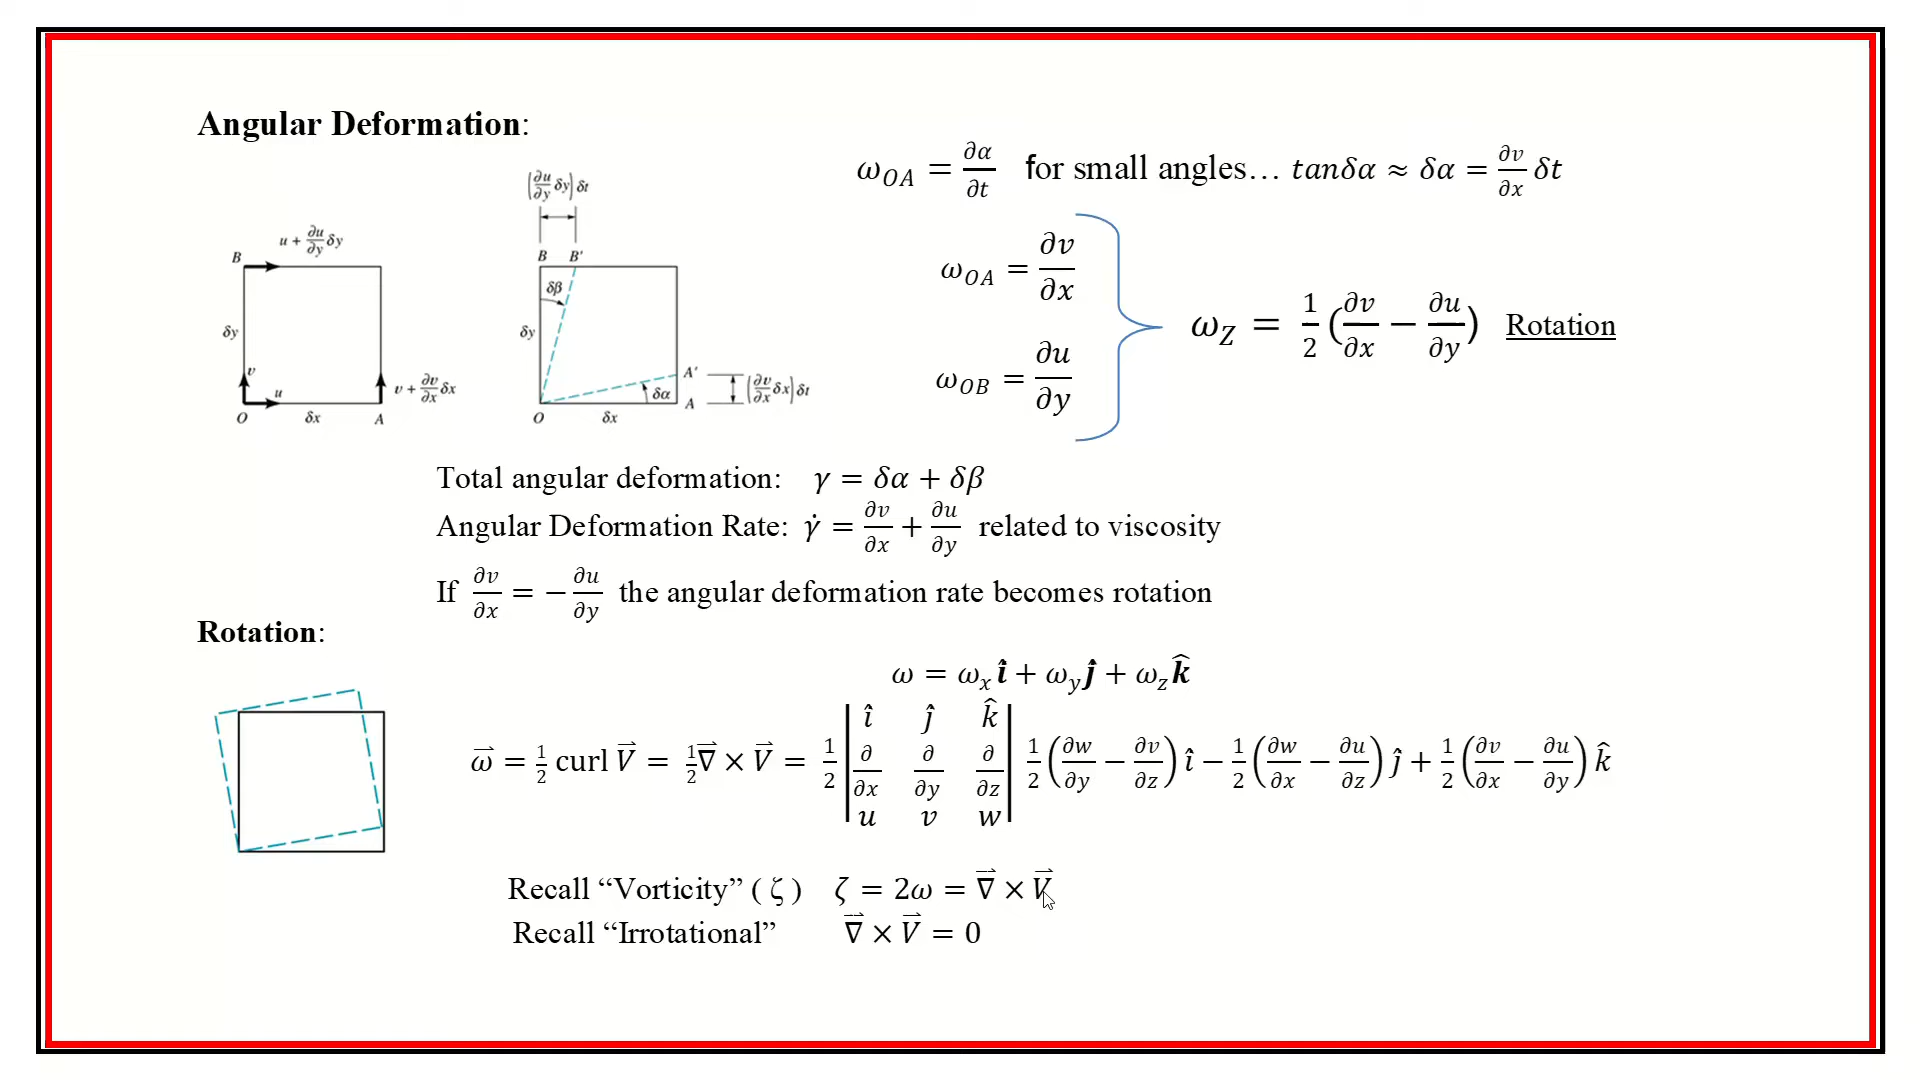 Angular Deformation:
u + ∂u/∂y δy
B
δy
v
u
O
δx
A
v + ∂v/∂x δx
(∂u/∂y δy) δt
B B'
δβ
δy
A'
δα
A
O
δx
(∂v/∂x δx) δt
ω_OA = ∂α/∂t for small angles… tanδα ≈ δα = ∂v/∂x δt
ω_OA = ∂v/∂x
ω_OB = ∂u/∂y
ω_Z = 1/2 (∂v/∂x − ∂u/∂y) Rotation
Total angular deformation: γ = δα + δβ
Angular Deformation Rate: γ̇ = ∂v/∂x + ∂u/∂y related to viscosity
If ∂v/∂x = −∂u/∂y the angular deformation rate becomes rotation
Rotation:
ω = ω_x î + ω_y ĵ + ω_z k̂
ω⃗ = 1/2 curl V⃗ = 1/2 ∇⃗ × V⃗ = 1/2 | î ĵ k̂ ; ∂/∂x ∂/∂y ∂/∂z ; u v w | 1/2 (∂w/∂y − ∂v/∂z) î − 1/2 (∂w/∂x − ∂u/∂z) ĵ + 1/2 (∂v/∂x − ∂u/∂y) k̂
Recall “Vorticity” ( ζ ) ζ = 2ω = ∇⃗ × V⃗
Recall “Irrotational” ∇⃗ × V⃗ = 0